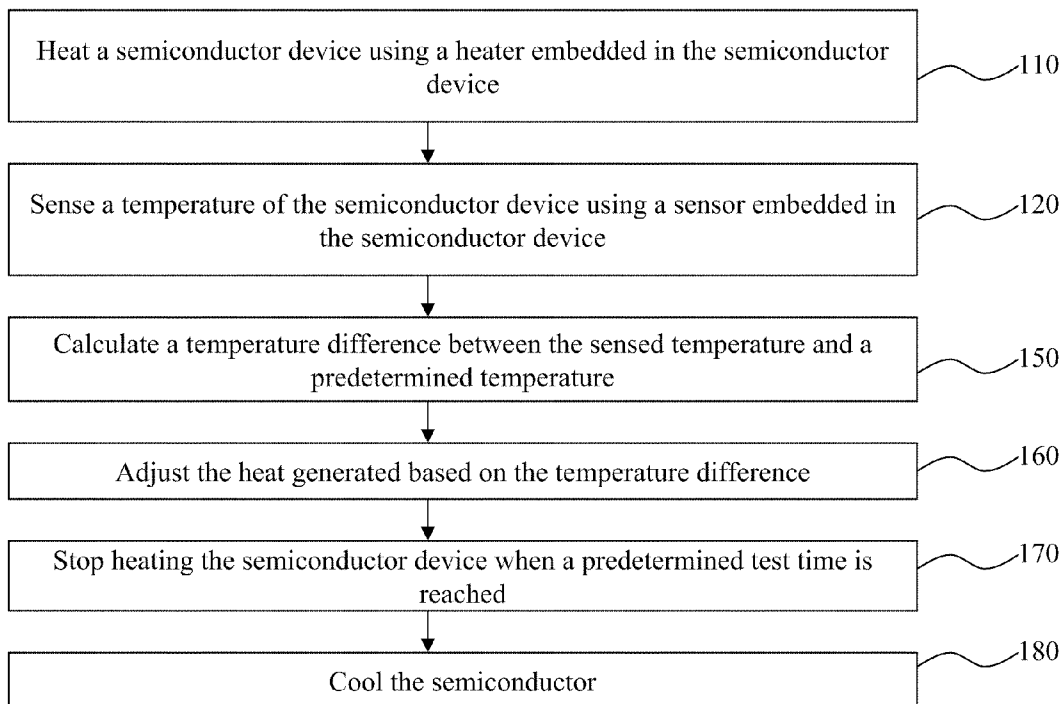 Heat a semiconductor device using a heater embedded in the semiconductor
device
110
Sense a temperature of the semiconductor device using a sensor embedded in
the semiconductor device
120
Calculate a temperature difference between the sensed temperature and a
predetermined temperature
150
Adjust the heat generated based on the temperature difference
160
Stop heating the semiconductor device when a predetermined test time is
reached
170
Cool the semiconductor
180